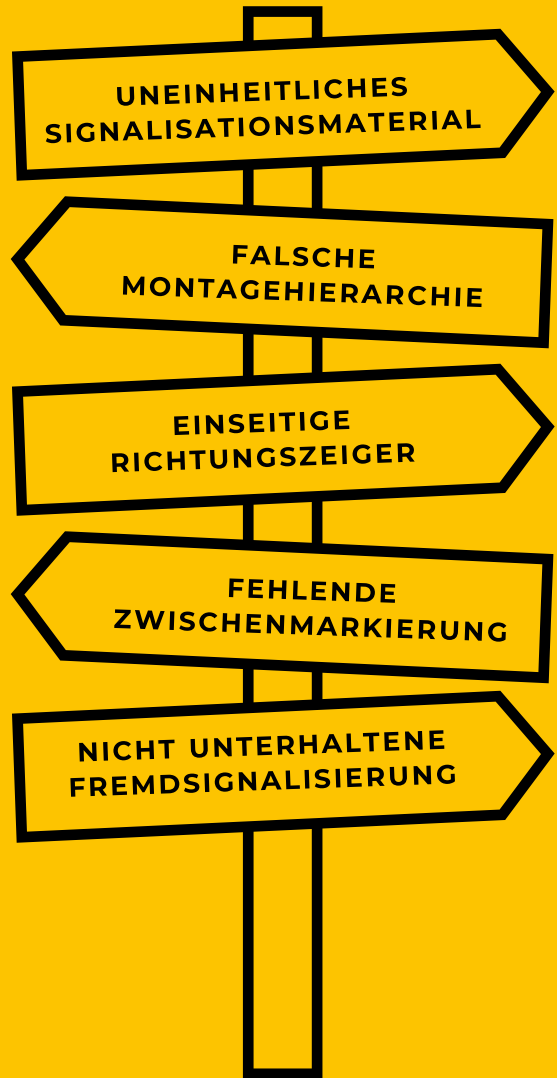 UNEINHEITLICHES
SIGNALISATIONSMATERIAL
FALSCHE
MONTAGEHIERARCHIE
EINSEITIGE
RICHTUNGSZEIGER
FEHLENDE
ZWISCHENMARKIERUNG
NICHT UNTERHALTENE
FREMDSIGNALISIERUNG